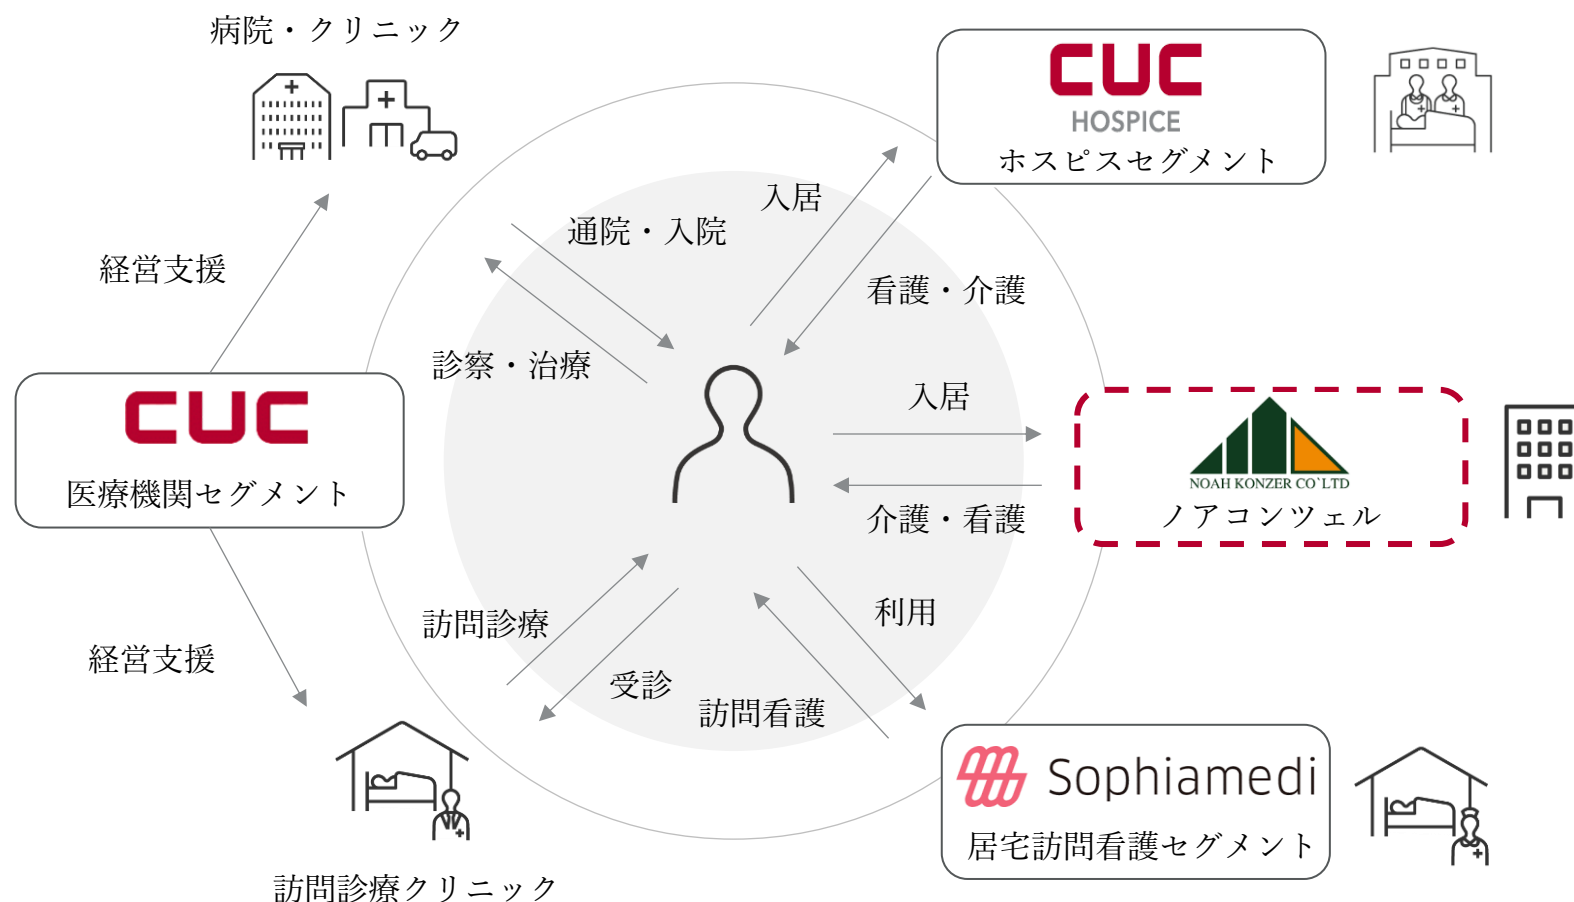 病院・クリニック
CUC
HOSPICE
ホスピスセグメント
入居
通院・入院
経営支援
看護・介護
診察・治療
入居
CUC
医療機関セグメント
NOAH KONZER CO`LTD
ノアコンツェル
介護・看護
訪問診療
利用
経営支援
受診
訪問看護
Sophiamedi
居宅訪問看護セグメント
訪問診療クリニック